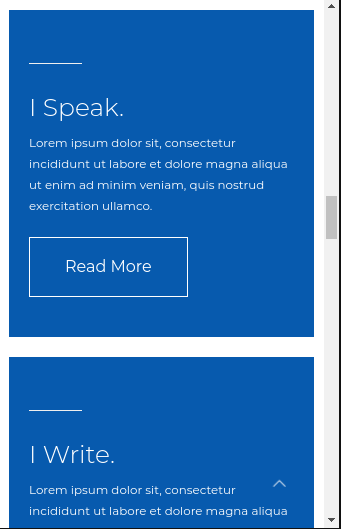 I Speak.
Lorem ipsum dolor sit, consectetur
incididunt ut labore et dolore magna aliqua
ut enim ad minim veniam, quis nostrud
exercitation ullamco.
Read More
I Write.
Lorem ipsum dolor sit, consectetur
incididunt ut labore et dolore magna aliqua